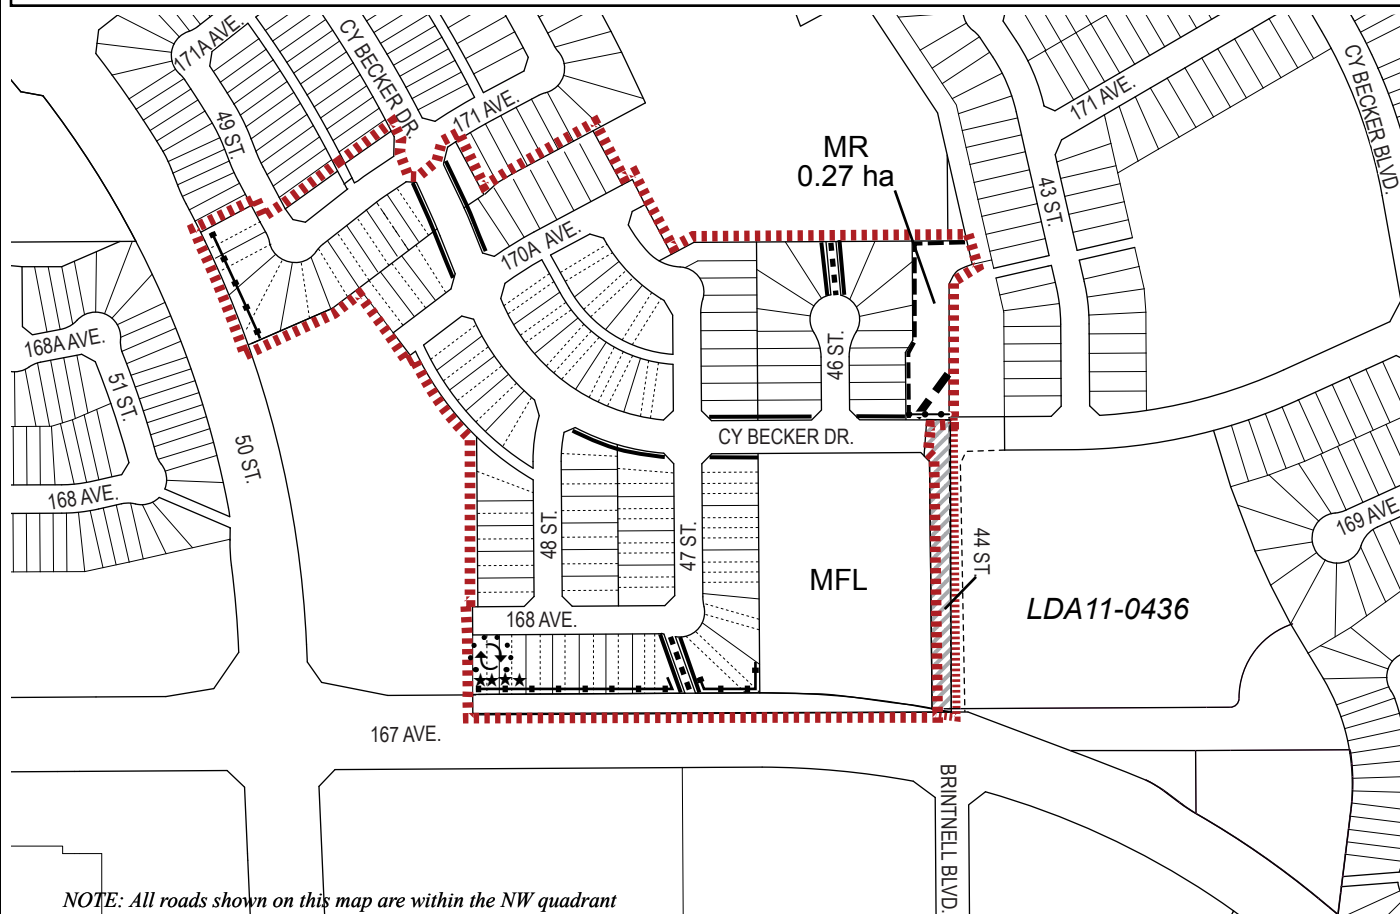 171A AVE.
CY BECKER DR.
171 AVE.
49 ST.
MR
0.27 ha
171 AVE.
CY BECKER BLVD.
43 ST.
170A AVE.
168A AVE.
51 ST.
46 ST.
50 ST.
CY BECKER DR.
168 AVE.
169 AVE.
48 ST.
47 ST.
44 ST.
MFL
LDA11-0436
168 AVE.
167 AVE.
BRINTNELL BLVD.
NOTE: All roads shown on this map are within the NW quadrant